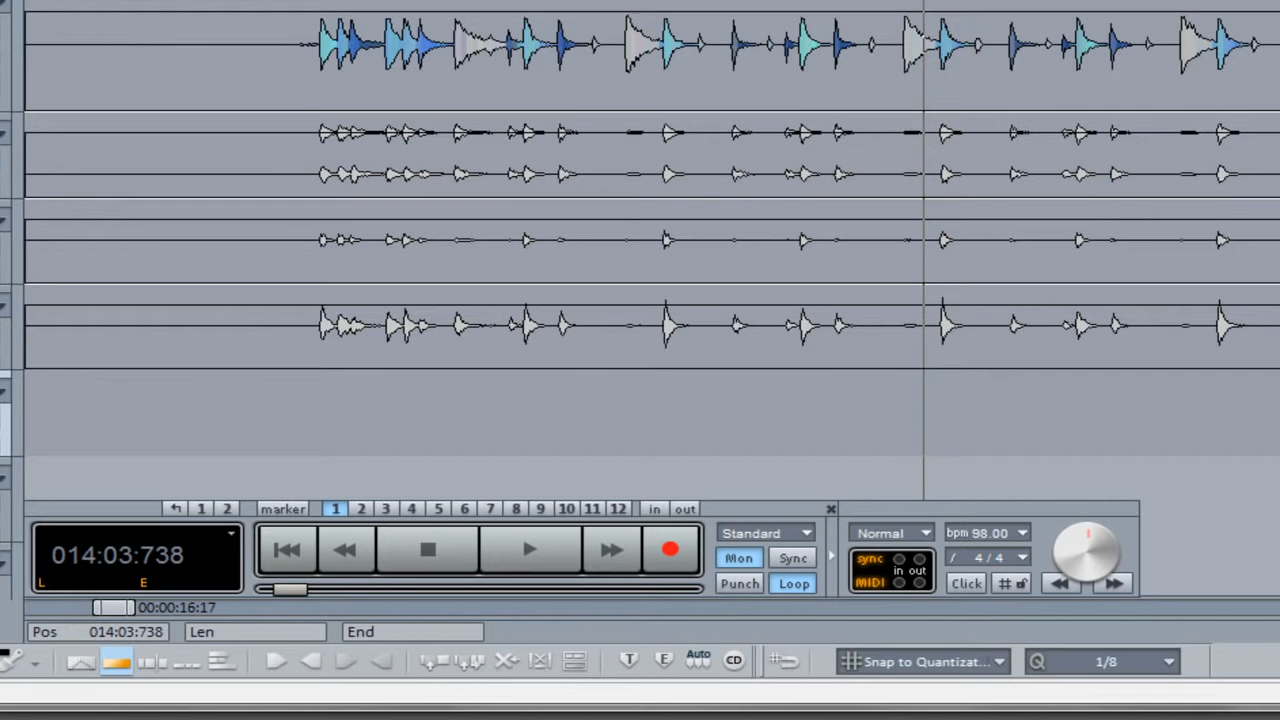 1 2 marker 1 2 3 4 5 6 7 8 9 10 11 12 in out
014:03:738
L E
Standard
Mon Sync
Punch Loop
Normal bpm 98.00
sync in out
MIDI
/ 4/4
Click #
00:00:16:17
Pos 014:03:738 Len End
T E Auto CD Snap to Quantizat... Q 1/8